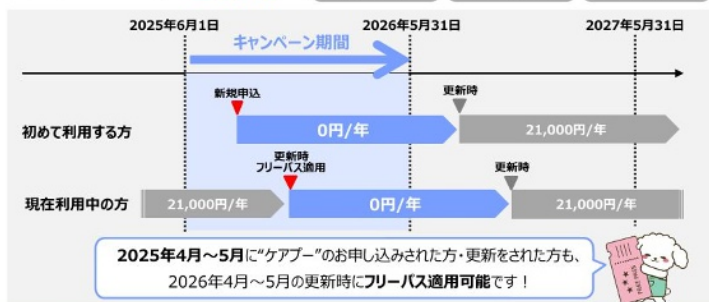 2025年6月1日
2026年5月31日
2027年5月31日
キャンペーン期間
新規申込
更新時
初めて利用する方
0円/年
21,000円/年
更新時
フリーパス適用
更新時
現在利用中の方
21,000円/年
0円/年
21,000円/年
2025年4月～5月に“ケアプー”のお申し込みされた方・更新をされた方も、
2026年4月～5月の更新時にフリーパス適用可能です！